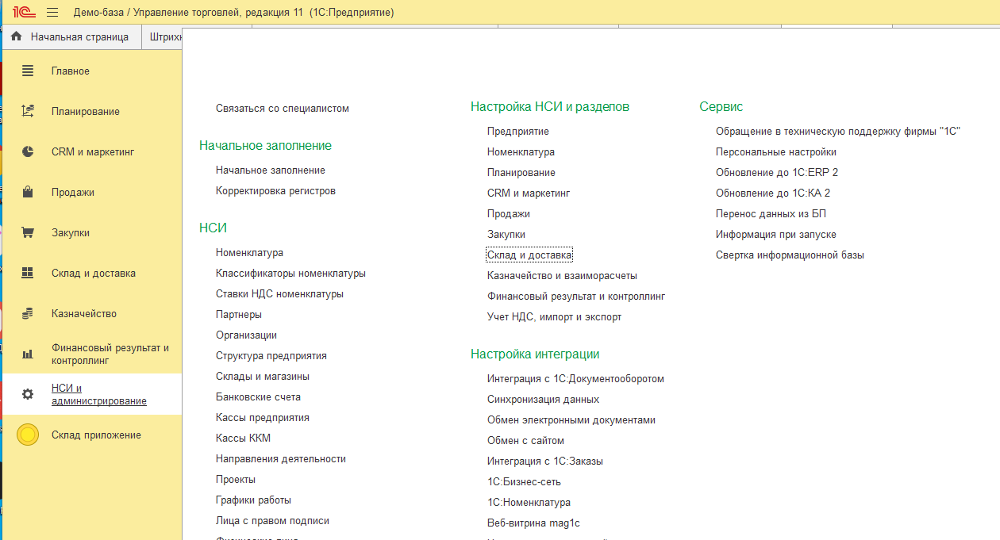 1С Демо-база / Управление торговлей, редакция 11 (1С:Предприятие)
Начальная страница
Главное
Планирование
CRM и маркетинг
Продажи
Закупки
Склад и доставка
Казначейство
Финансовый результат и
контроллинг
НСИ и
администрирование
Склад приложение
Связаться со специалистом
Начальное заполнение
Начальное заполнение
Корректировка регистров
НСИ
Номенклатура
Классификаторы номенклатуры
Ставки НДС номенклатуры
Партнеры
Организации
Структура предприятия
Склады и магазины
Банковские счета
Кассы предприятия
Кассы ККМ
Направления деятельности
Проекты
Графики работы
Лица с правом подписи
Настройка НСИ и разделов
Предприятие
Номенклатура
Планирование
CRM и маркетинг
Продажи
Закупки
Склад и доставка
Казначейство и взаиморасчеты
Финансовый результат и контроллинг
Учет НДС, импорт и экспорт
Настройка интеграции
Интеграция с 1С:Документооборотом
Синхронизация данных
Обмен электронными документами
Обмен с сайтом
Интеграция с 1С:Заказы
1С:Бизнес-сеть
1С:Номенклатура
Веб-витрина mag1c
Сервис
Обращение в техническую поддержку фирмы "1С"
Персональные настройки
Обновление до 1С:ERP 2
Обновление до 1С:КА 2
Перенос данных из БП
Информация при запуске
Свертка информационной базы